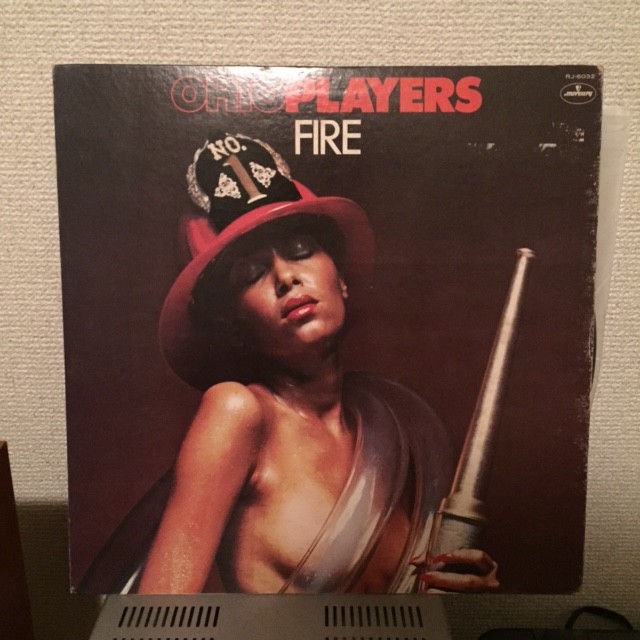 RJ-6032
mercury
OHIO PLAYERS
FIRE
NO.
1